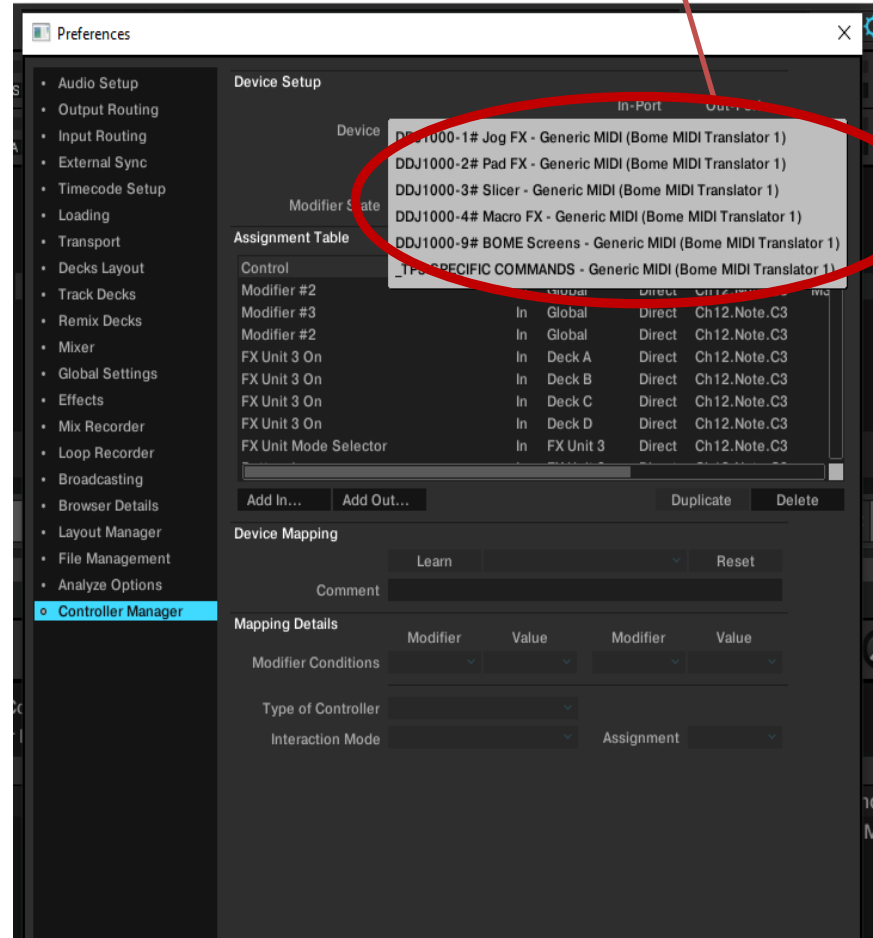 Preferences
Audio Setup
Output Routing
Input Routing
External Sync
Timecode Setup
Loading
Transport
Decks Layout
Track Decks
Remix Decks
Mixer
Global Settings
Effects
Mix Recorder
Loop Recorder
Broadcasting
Browser Details
Layout Manager
File Management
Analyze Options
Controller Manager
Device Setup
In-Port
Device
DDJ1000-1# Jog FX - Generic MIDI (Bome MIDI Translator 1)
DDJ1000-2# Pad FX - Generic MIDI (Bome MIDI Translator 1)
DDJ1000-3# Slicer - Generic MIDI (Bome MIDI Translator 1)
DDJ1000-4# Macro FX - Generic MIDI (Bome MIDI Translator 1)
DDJ1000-9# BOME Screens - Generic MIDI (Bome MIDI Translator 1)
SPECIFIC COMMANDS - Generic MIDI (Bome MIDI Translator 1)
Modifier State
Assignment Table
Control
Modifier #2 Global Direct Ch12.Note.C3
Modifier #3 In Global Direct Ch12.Note.C3
Modifier #2 In Global Direct Ch12.Note.C3
FX Unit 3 On In Deck A Direct Ch12.Note.C3
FX Unit 3 On In Deck B Direct Ch12.Note.C3
FX Unit 3 On In Deck C Direct Ch12.Note.C3
FX Unit 3 On In Deck D Direct Ch12.Note.C3
FX Unit Mode Selector In FX Unit 3 Direct Ch12.Note.C3
Add In... Add Out... Duplicate Delete
Device Mapping
Learn Reset
Comment
Mapping Details
Modifier Value Modifier Value
Modifier Conditions
Type of Controller
Interaction Mode Assignment